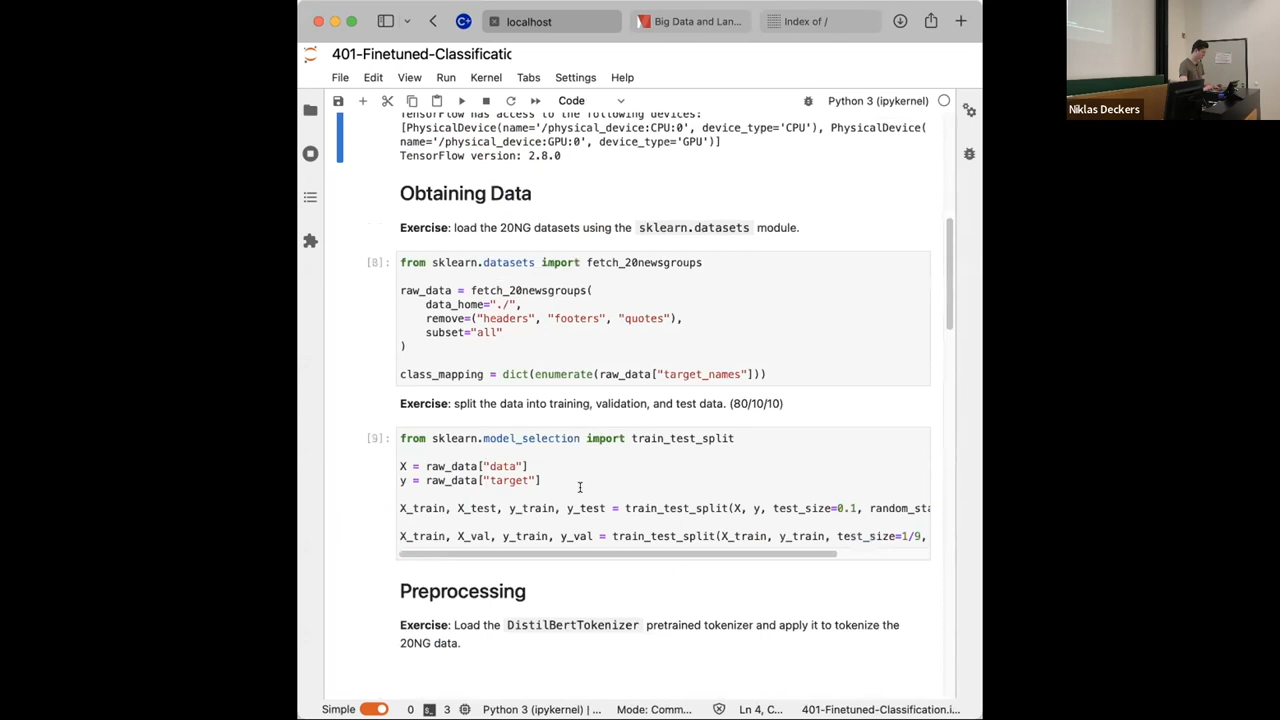 localhost
Big Data and Lan...
Index of /
401-Finetuned-Classificatio
File Edit View Run Kernel Tabs Settings Help
Code
Python 3 (ipykernel)
TensorFlow has access to the following devices:
[PhysicalDevice(name='/physical_device:CPU:0', device_type='CPU'), PhysicalDevice(
name='/physical_device:GPU:0', device_type='GPU')]
TensorFlow version: 2.8.0
Obtaining Data
Exercise: load the 20NG datasets using the sklearn.datasets module.
[8]: from sklearn.datasets import fetch_20newsgroups
raw_data = fetch_20newsgroups(
data_home="./",
remove=("headers", "footers", "quotes"),
subset="all"
)
class_mapping = dict(enumerate(raw_data["target_names"]))
Exercise: split the data into training, validation, and test data. (80/10/10)
[9]: from sklearn.model_selection import train_test_split
X = raw_data["data"]
y = raw_data["target"]
X_train, X_test, y_train, y_test = train_test_split(X, y, test_size=0.1, random_sta
X_train, X_val, y_train, y_val = train_test_split(X_train, y_train, test_size=1/9,
Preprocessing
Exercise: Load the DistilBertTokenizer pretrained tokenizer and apply it to tokenize the
20NG data.
Simple 0 3 Python 3 (ipykernel) | ... Mode: Comm... Ln 4, C... 401-Finetuned-Classification.i...
Niklas Deckers